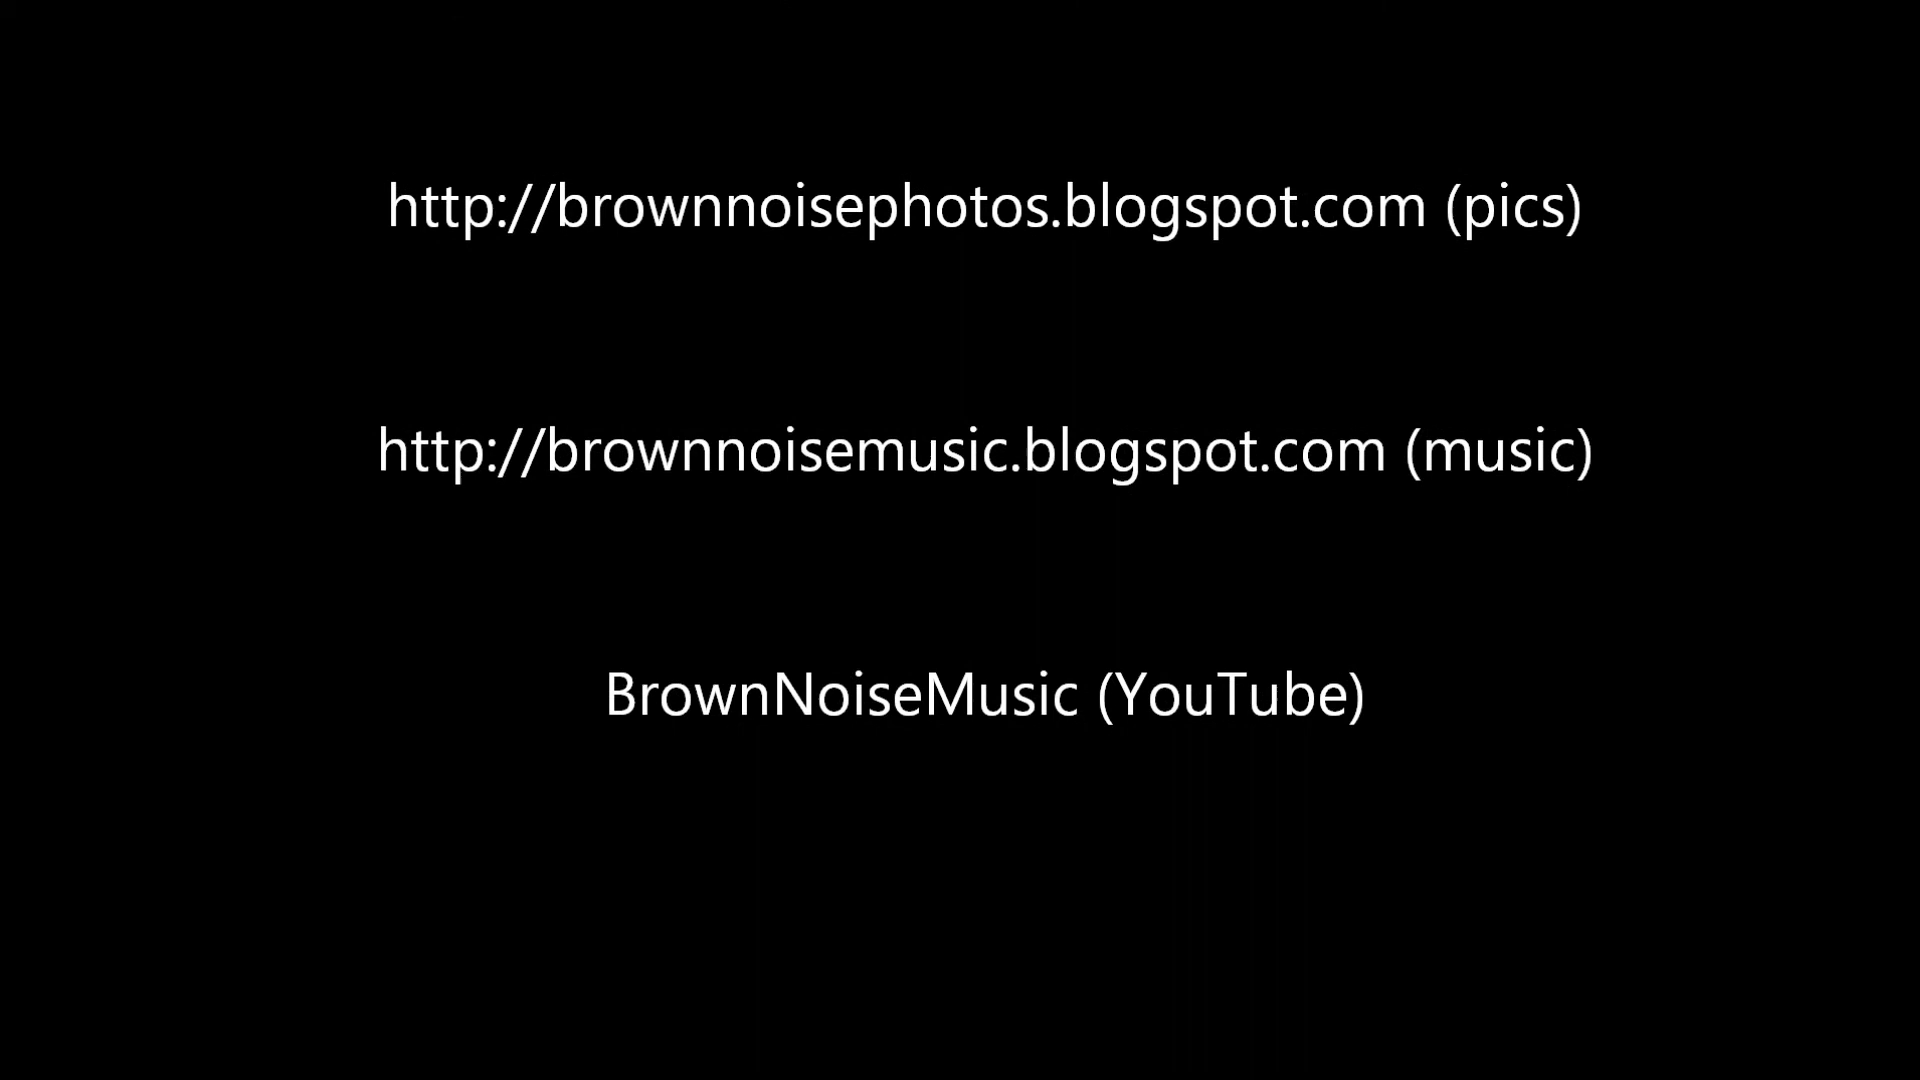 http://brownnoisephotos.blogspot.com (pics)
http://brownnoisemusic.blogspot.com (music)
BrownNoiseMusic (YouTube)